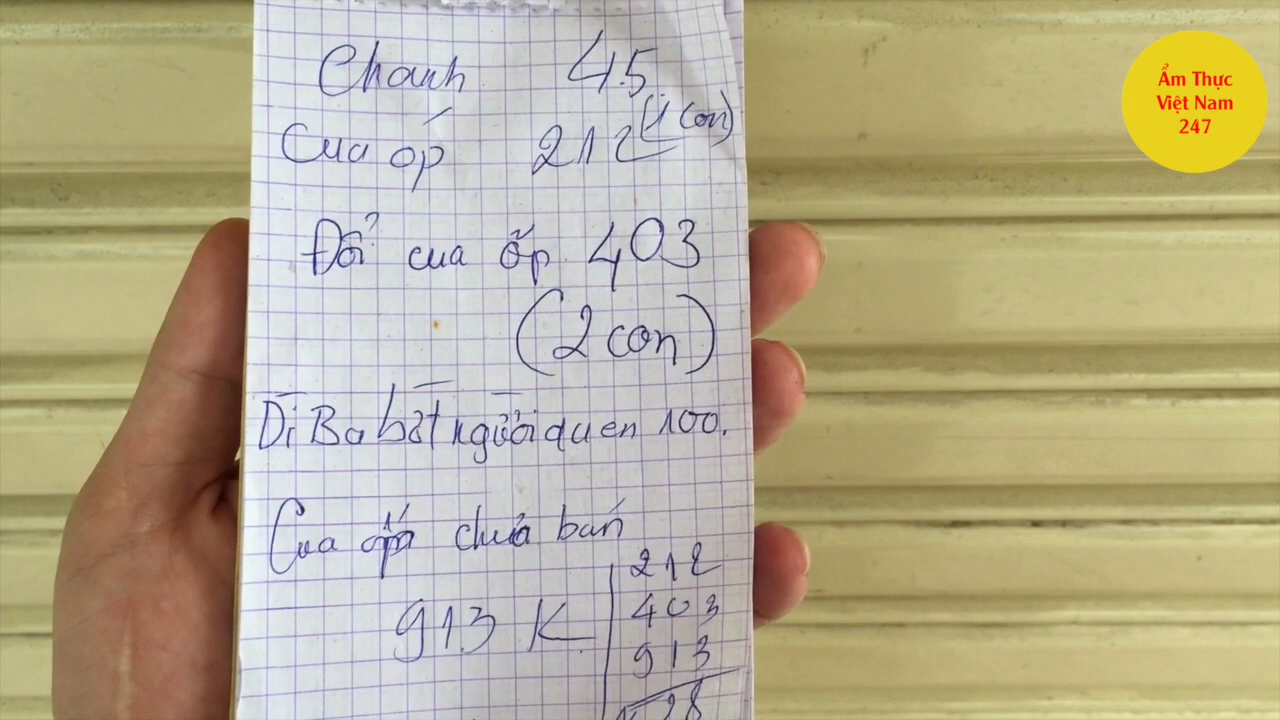 Chanh 45
Cua ốp 212 (1 con)
Đổi cua ốp 403
(2 con)
Dì Ba bắt người quen 100.
Cua ốp chưa bán
913 K
212
403
913
1528
Ẩm Thực
Việt Nam
247